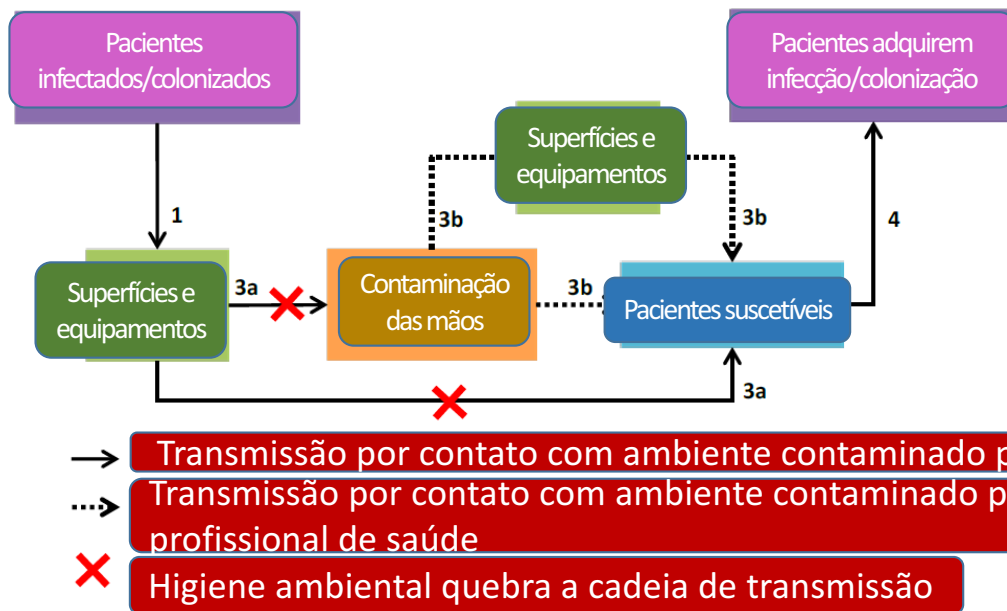 Pacientes
infectados/colonizados
Pacientes adquirem
infecção/colonização
Superfícies e
equipamentos
1
3b
3b
4
Superfícies e
equipamentos
3a
Contaminação
das mãos
3b
Pacientes suscetíveis
3a
Transmissão por contato com ambiente contaminado p
Transmissão por contato com ambiente contaminado p
profissional de saúde
Higiene ambiental quebra a cadeia de transmissão